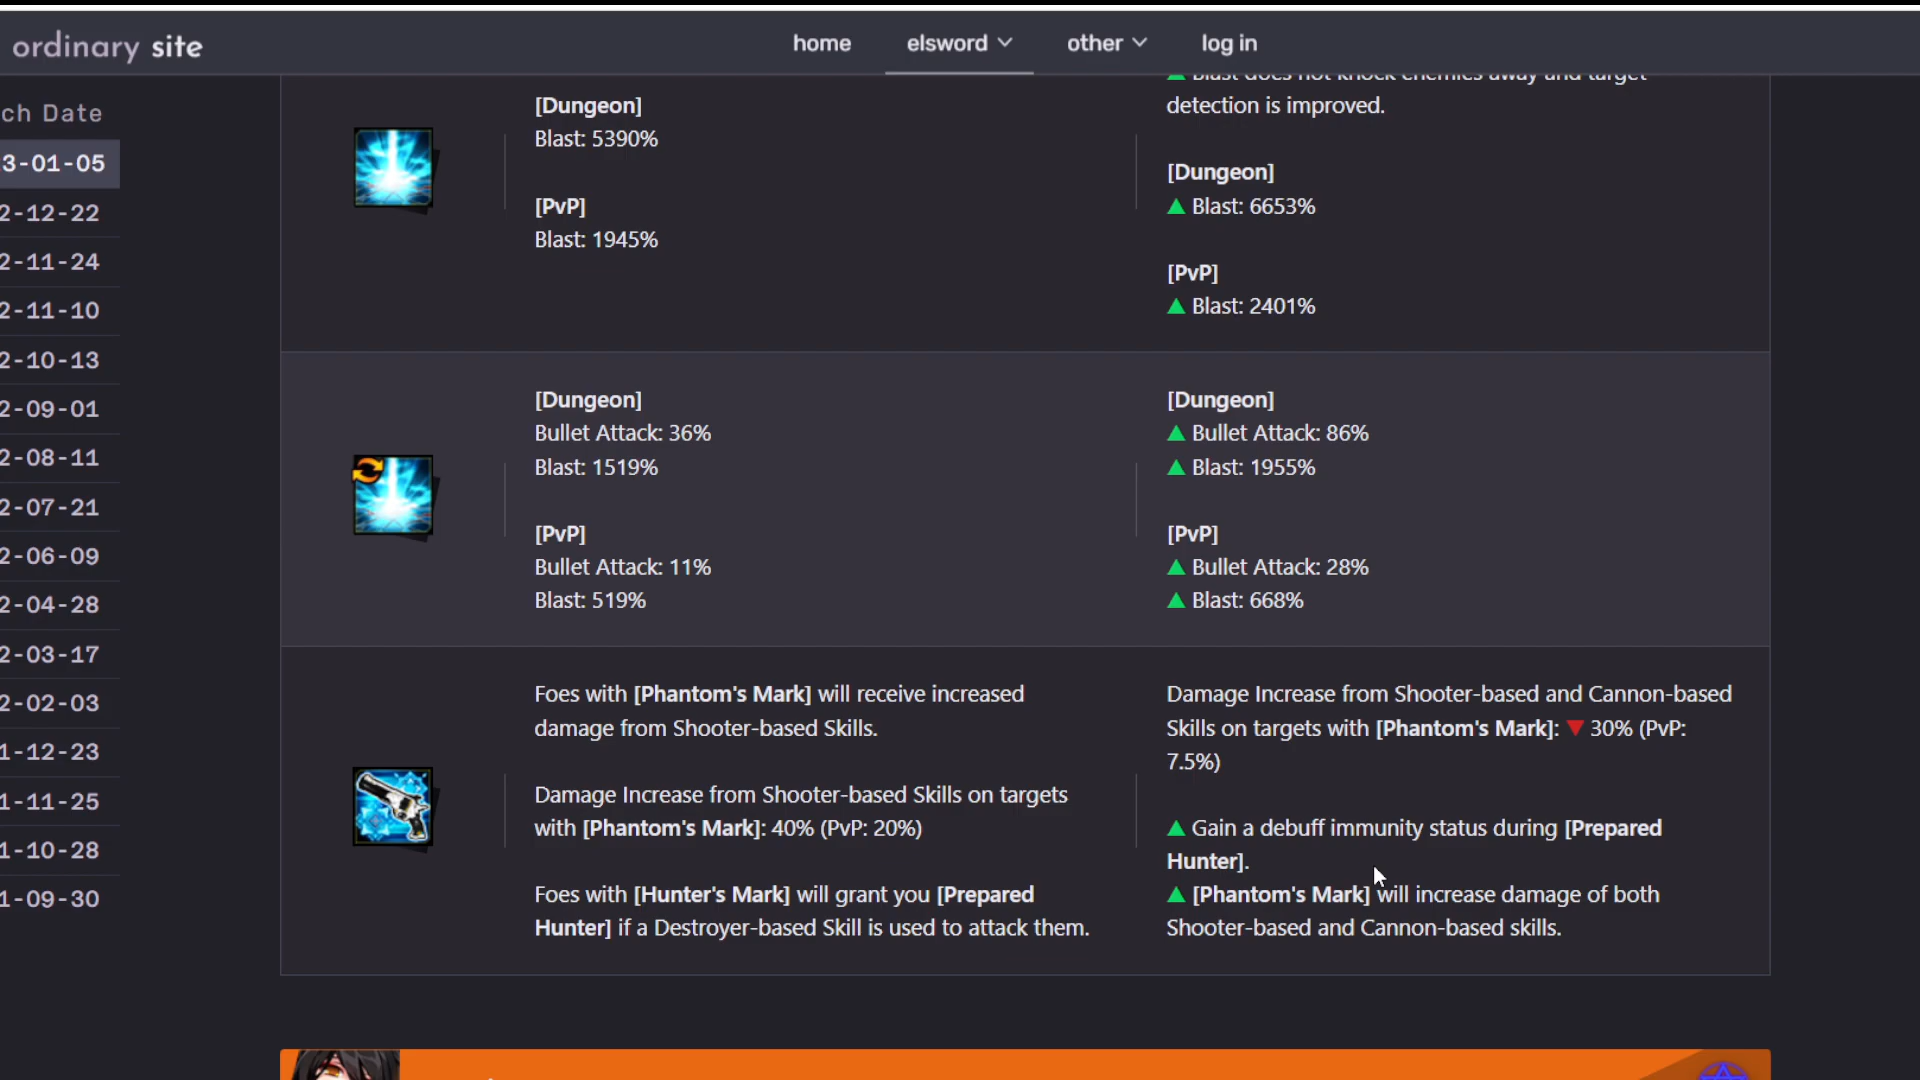 ordinary site
home
elsword
other
log in
ch Date
3-01-05
2-12-22
2-11-24
2-11-10
2-10-13
2-09-01
2-08-11
2-07-21
2-06-09
2-04-28
2-03-17
2-02-03
1-12-23
1-11-25
1-10-28
1-09-30
[Dungeon]
Blast: 5390%
[PvP]
Blast: 1945%
▲ Blast does not knock enemies away and target
detection is improved.
[Dungeon]
▲ Blast: 6653%
[PvP]
▲ Blast: 2401%
[Dungeon]
Bullet Attack: 36%
Blast: 1519%
[PvP]
Bullet Attack: 11%
Blast: 519%
[Dungeon]
▲ Bullet Attack: 86%
▲ Blast: 1955%
[PvP]
▲ Bullet Attack: 28%
▲ Blast: 668%
Foes with [Phantom's Mark] will receive increased
damage from Shooter-based Skills.
Damage Increase from Shooter-based Skills on targets
with [Phantom's Mark]: 40% (PvP: 20%)
Foes with [Hunter's Mark] will grant you [Prepared
Hunter] if a Destroyer-based Skill is used to attack them.
Damage Increase from Shooter-based and Cannon-based
Skills on targets with [Phantom's Mark]: ▼ 30% (PvP:
7.5%)
▲ Gain a debuff immunity status during [Prepared
Hunter].
▲ [Phantom's Mark] will increase damage of both
Shooter-based and Cannon-based skills.